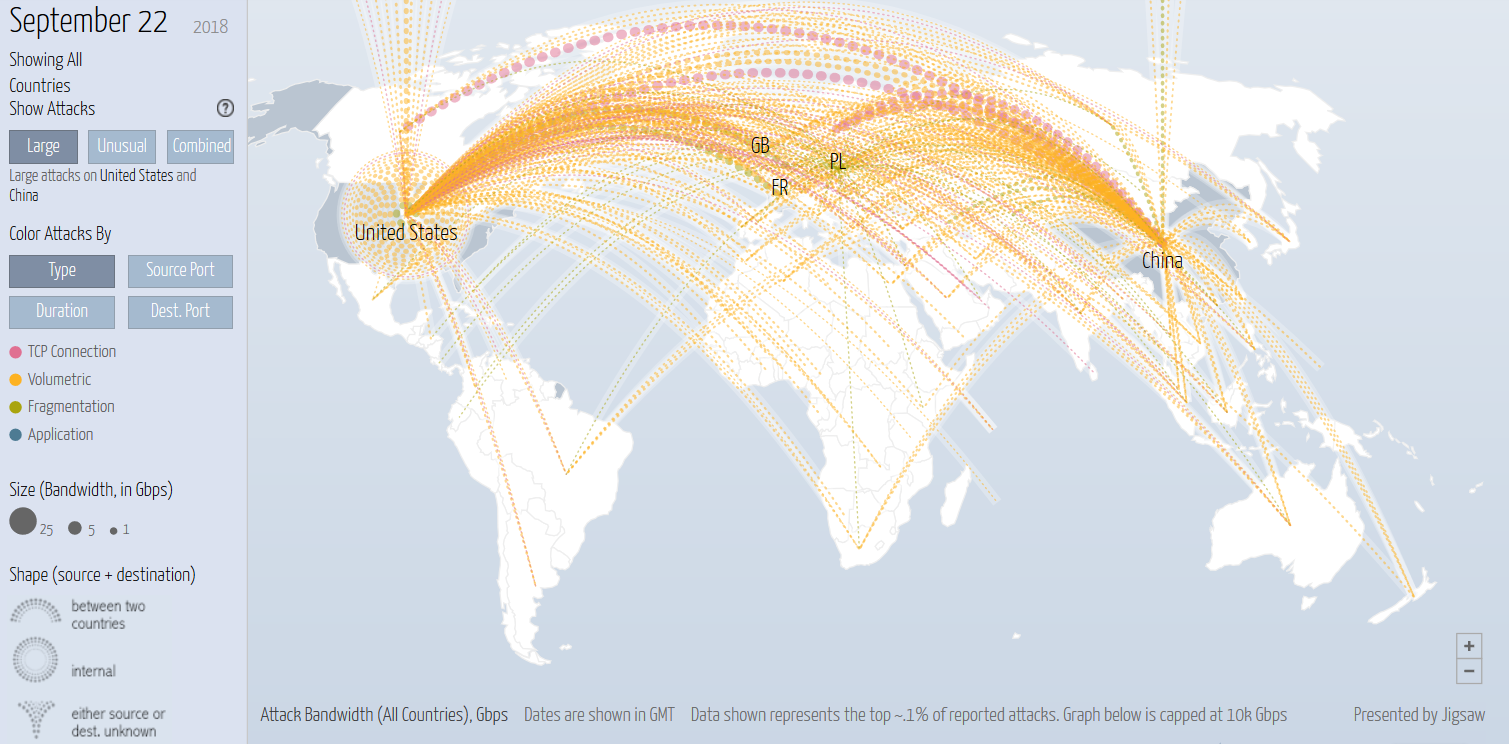 September 22 2018
Showing All
Countries
Show Attacks ?
Large Unusual Combined
Large attacks on United States and
China
Color Attacks By
Type Source Port
Duration Dest. Port
TCP Connection
Volumetric
Fragmentation
Application
Size (Bandwidth, in Gbps)
25 5 1
Shape (source + destination)
between two
countries
internal
either source or
dest. unknown
GB
PL
FR
United States
China
+
−
Attack Bandwidth (All Countries), Gbps Dates are shown in GMT Data shown represents the top ~.1% of reported attacks. Graph below is capped at 10k Gbps Presented by Jigsaw